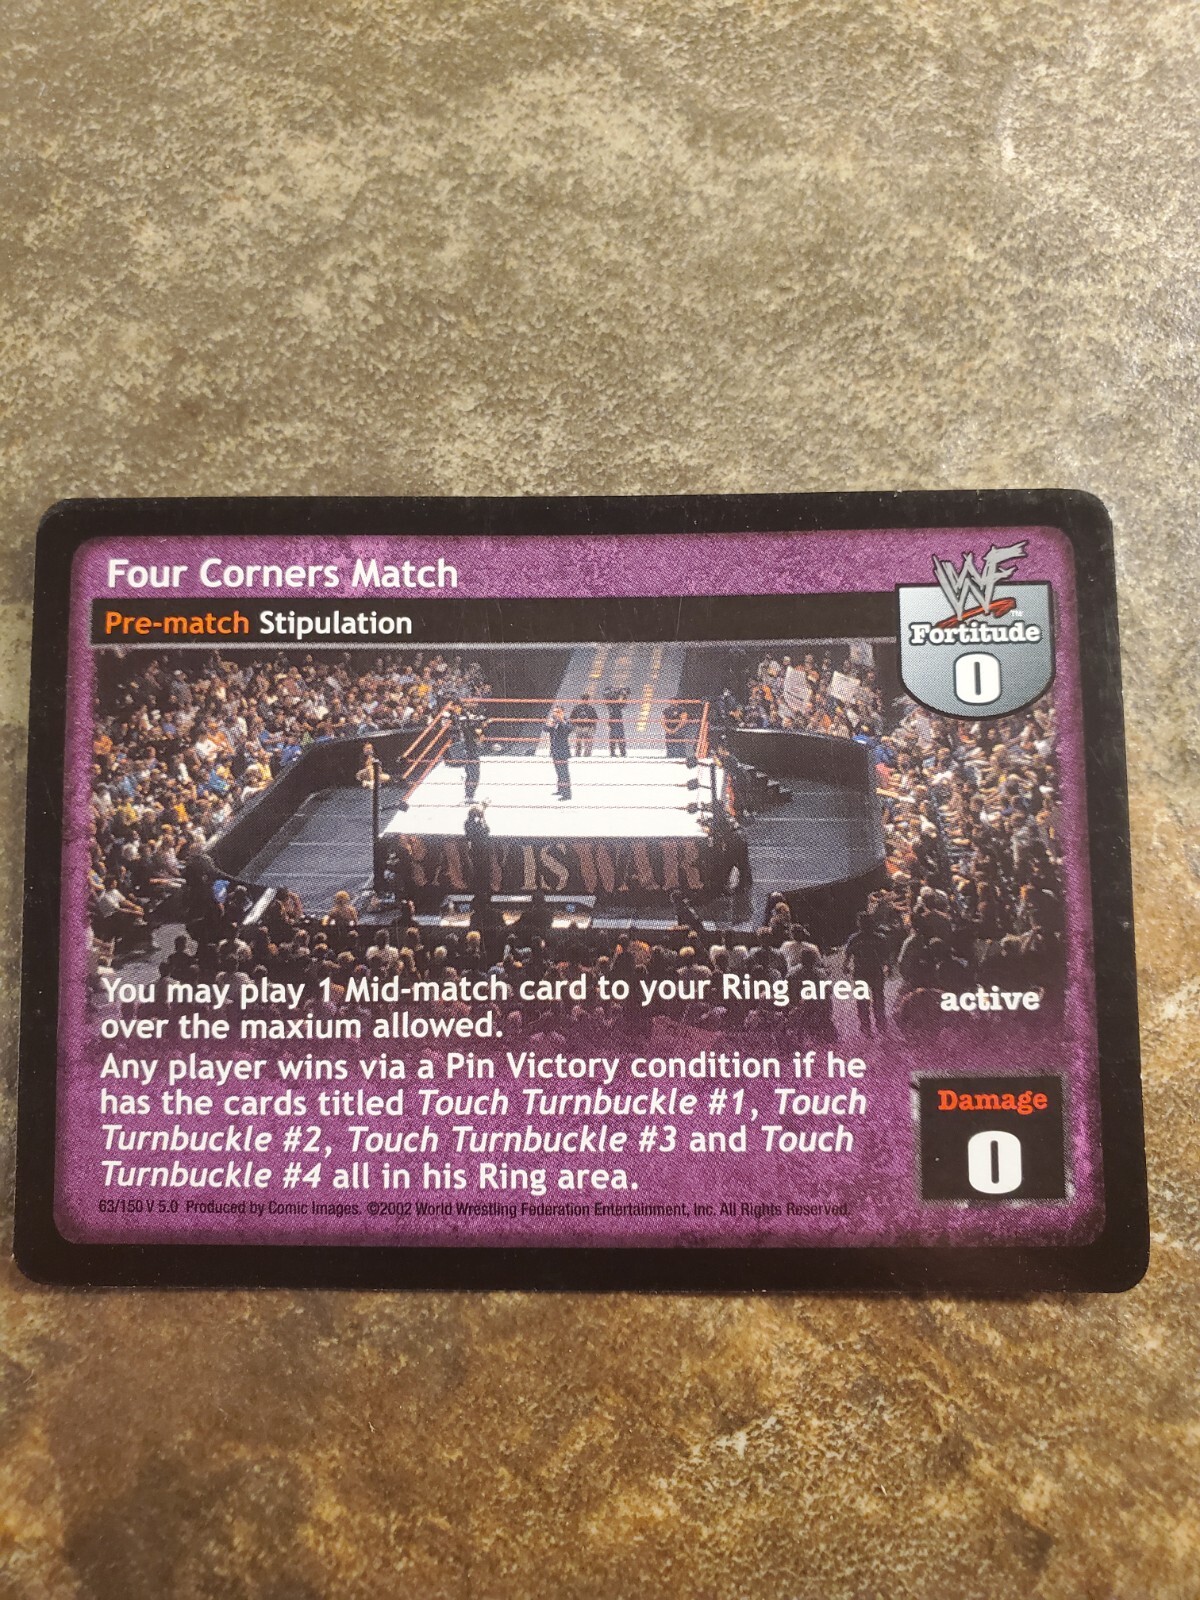 Four Corners Match
Pre-match Stipulation
WF
™
Fortitude
0
RAW IS WAR
You may play 1 Mid-match card to your Ring area
over the maxium allowed.
active
Any player wins via a Pin Victory condition if he
has the cards titled Touch Turnbuckle #1, Touch
Turnbuckle #2, Touch Turnbuckle #3 and Touch
Turnbuckle #4 all in his Ring area.
Damage
0
63/150 V 5.0 Produced by Comic Images. ©2002 World Wrestling Federation Entertainment, Inc. All Rights Reserved.